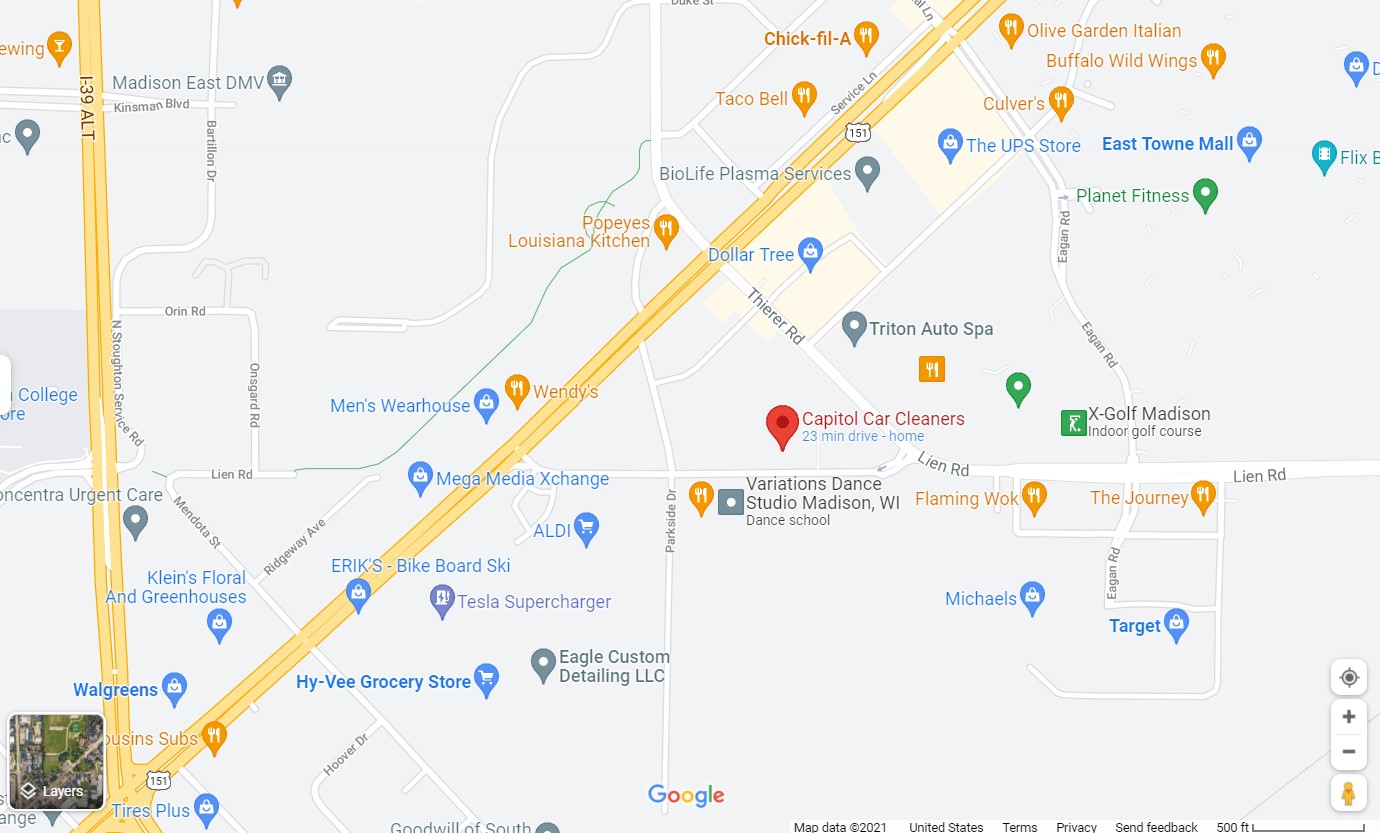 Duke St
Chick-fil-A
Olive Garden Italian
ewing
Buffalo Wild Wings
Madison East DMV
I-39 ALT
Kinsman Blvd
Taco Bell
Service Ln
Culver's
151
Bartillon Dr
The UPS Store
East Towne Mall
Flix B
BioLife Plasma Services
Planet Fitness
Popeyes
Louisiana Kitchen
Eagan Rd
Dollar Tree
Thierer Rd
Orin Rd
Triton Auto Spa
N Stoughton Service Rd
Onsgard Rd
Eagan Rd
College
ore
Wendy's
Men's Wearhouse
Capitol Car Cleaners
23 min drive - home
X-Golf Madison
Indoor golf course
Lien Rd
Lien Rd
Lien Rd
Mega Media Xchange
Variations Dance
Studio Madison, WI
Dance school
oncentra Urgent Care
Flaming Wok
The Journey
Mendota St
Ridgeway Ave
Parkside Dr
ALDI
ERIK'S - Bike Board Ski
Eagan Rd
Klein's Floral
And Greenhouses
Tesla Supercharger
Michaels
Target
Eagle Custom
Detailing LLC
Walgreens
Hy-Vee Grocery Store
ousins Subs
Hoover Dr
151
Layers
Google
Tires Plus
ange
Goodwill of South
Map data ©2021 United States Terms Privacy Send feedback 500 ft